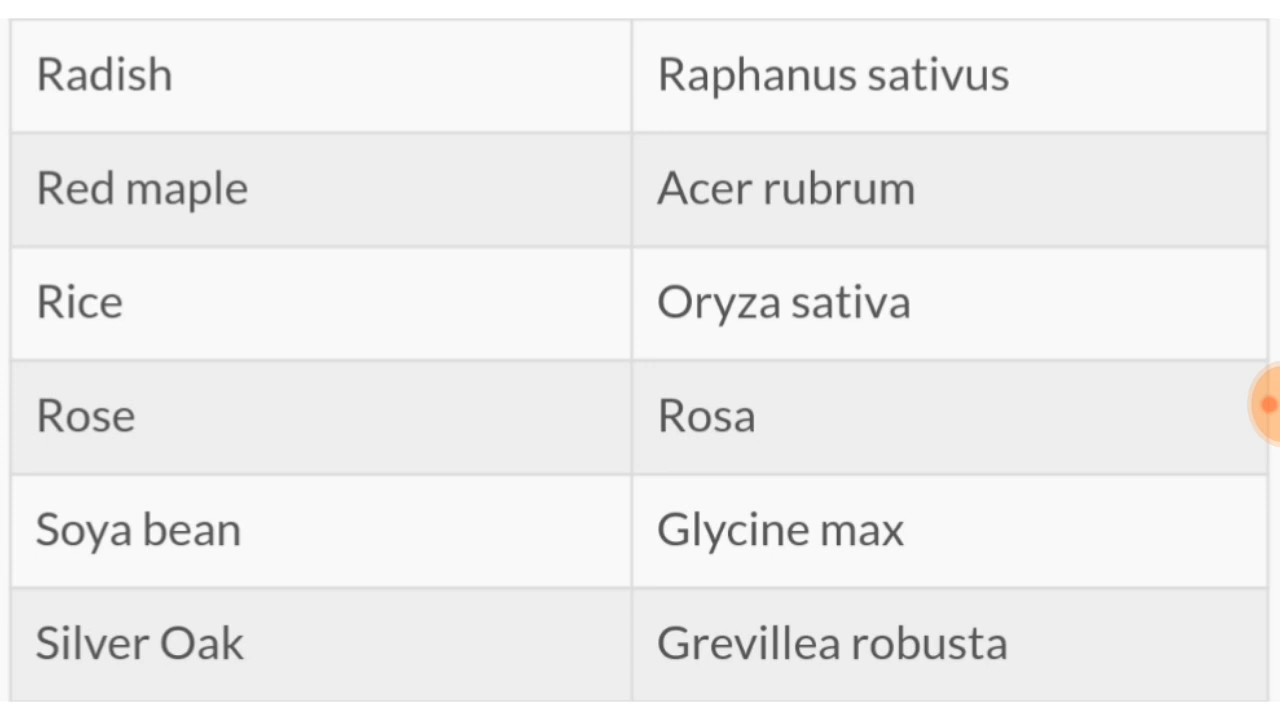 Radish Raphanus sativus
Red maple Acer rubrum
Rice Oryza sativa
Rose Rosa
Soya bean Glycine max
Silver Oak Grevillea robusta